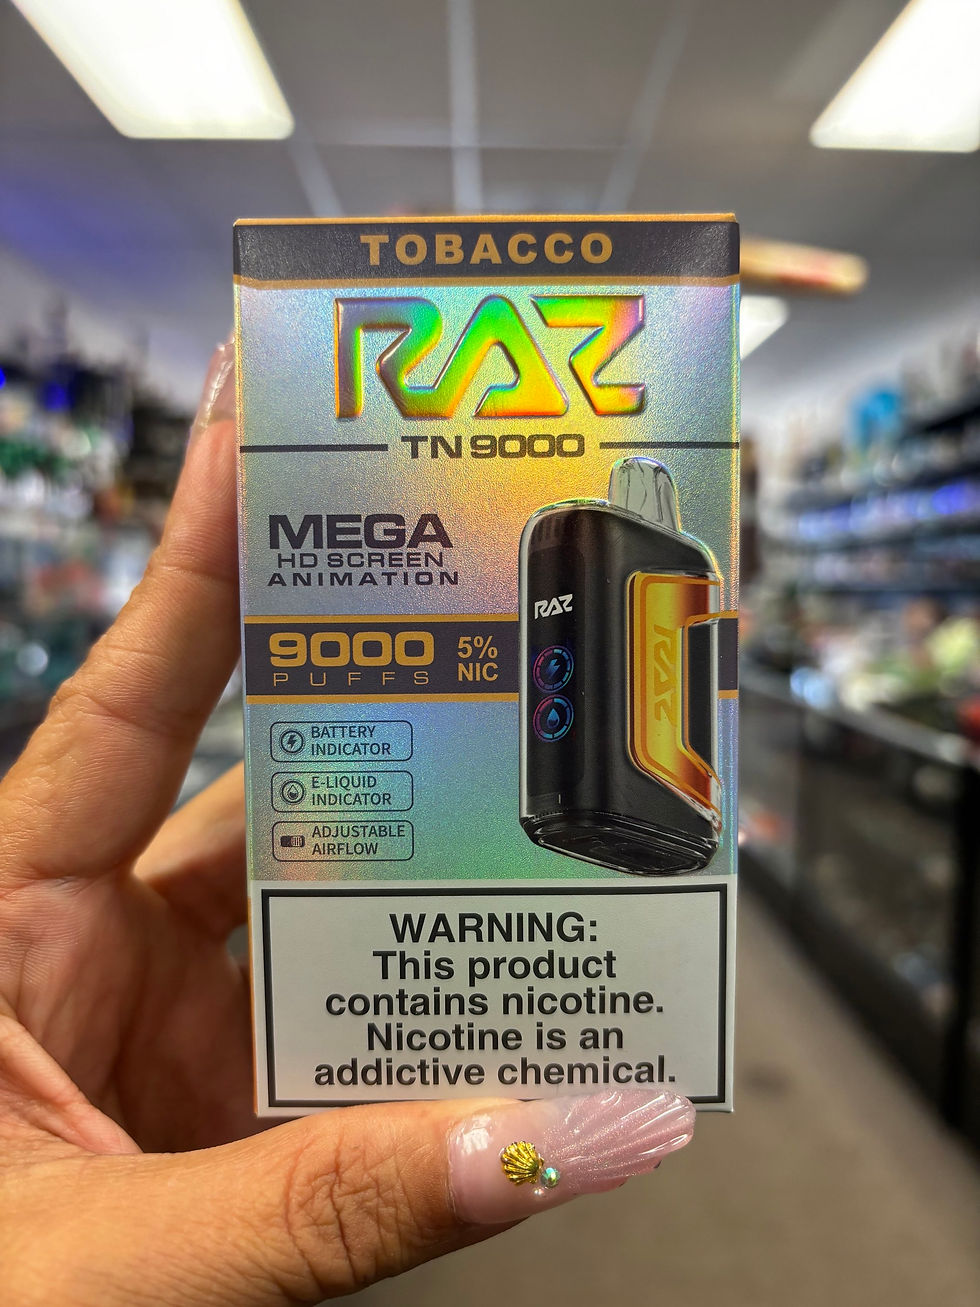 TOBACCO
RAZ
TN 9000
MEGA
HD SCREEN
ANIMATION
9000
PUFFS
5%
NIC
RAZ
RAZ
BATTERY
INDICATOR
E-LIQUID
INDICATOR
ADJUSTABLE
AIRFLOW
WARNING:
This product
contains nicotine.
Nicotine is an
addictive chemical.